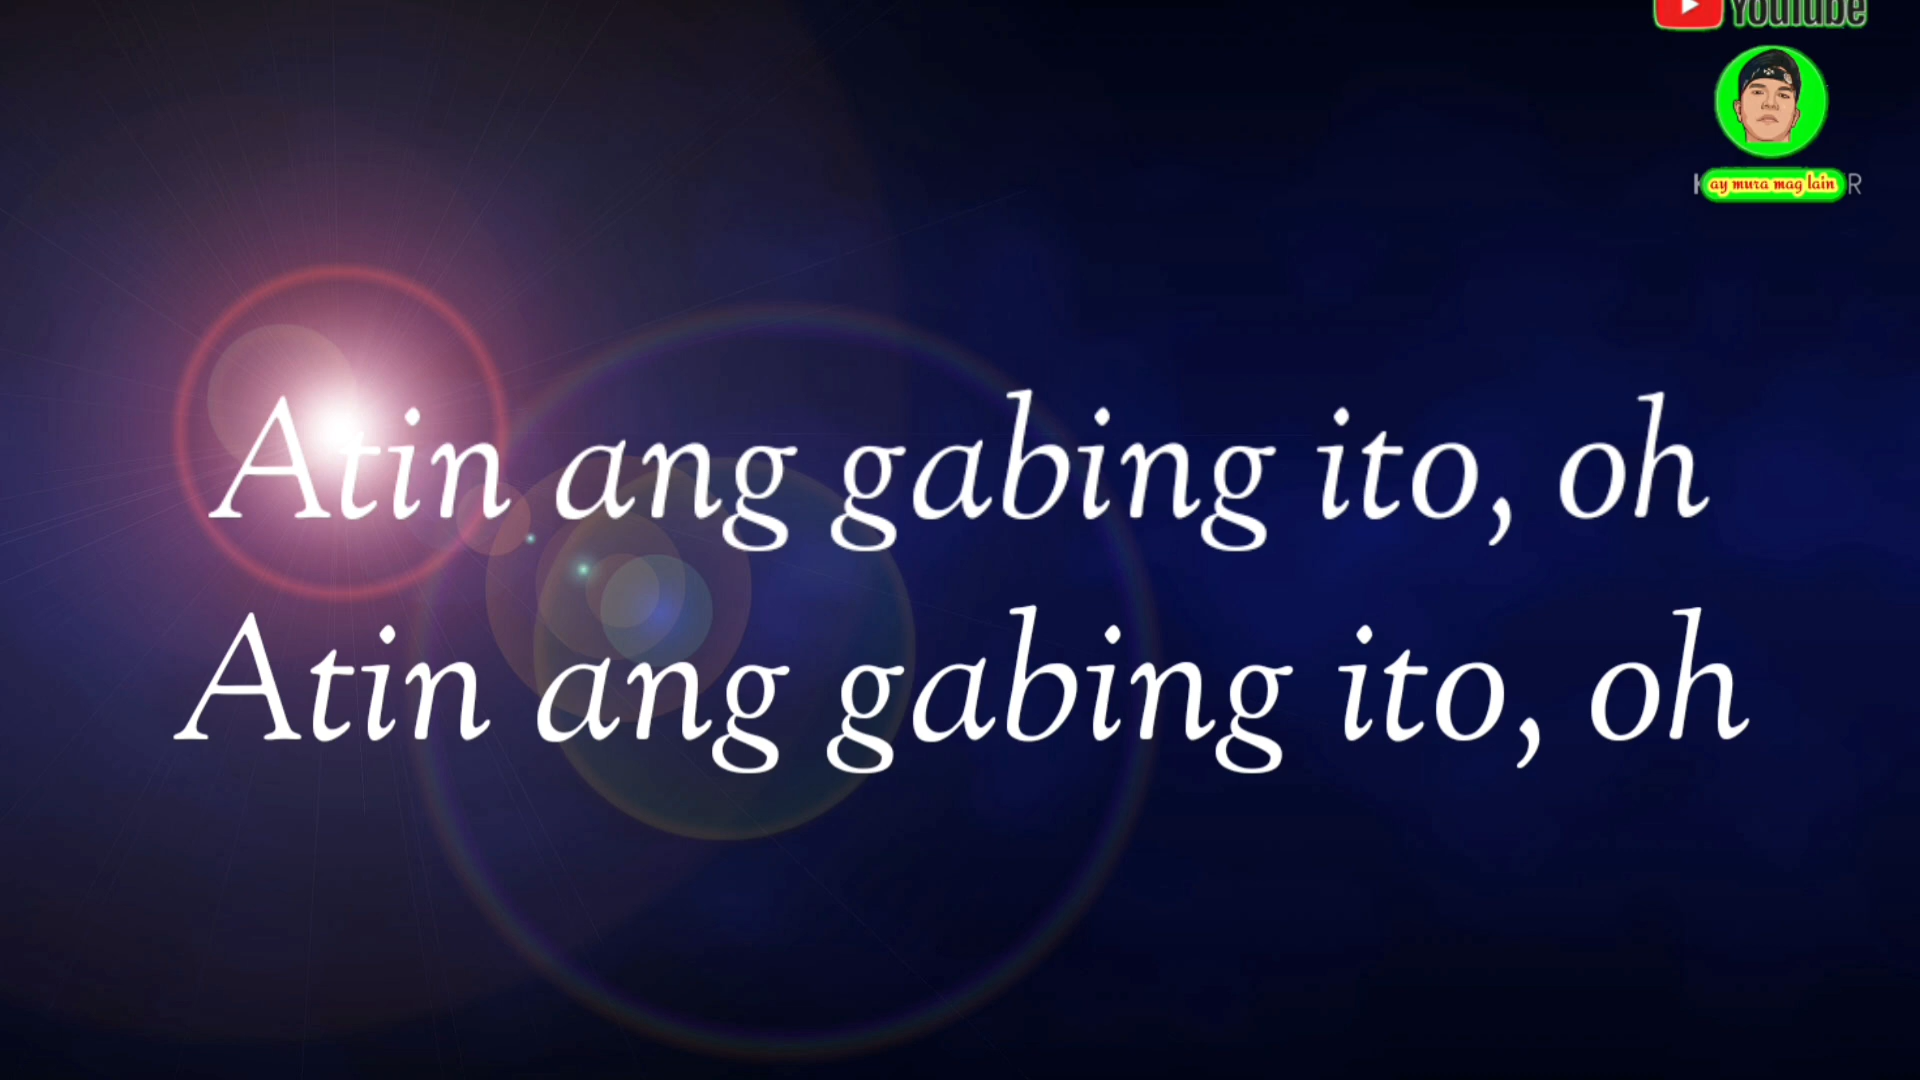 YouTube
ay mura mag lain
Atin ang gabing ito, oh
Atin ang gabing ito, oh